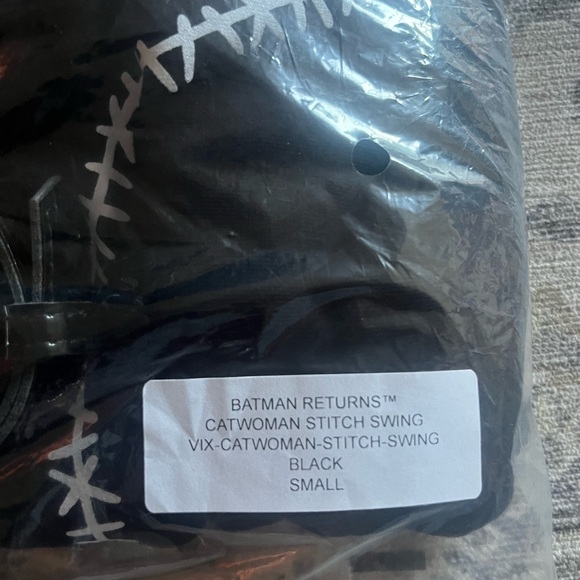 BATMAN RETURNS™
CATWOMAN STITCH SWING
VIX-CATWOMAN-STITCH-SWING
BLACK
SMALL